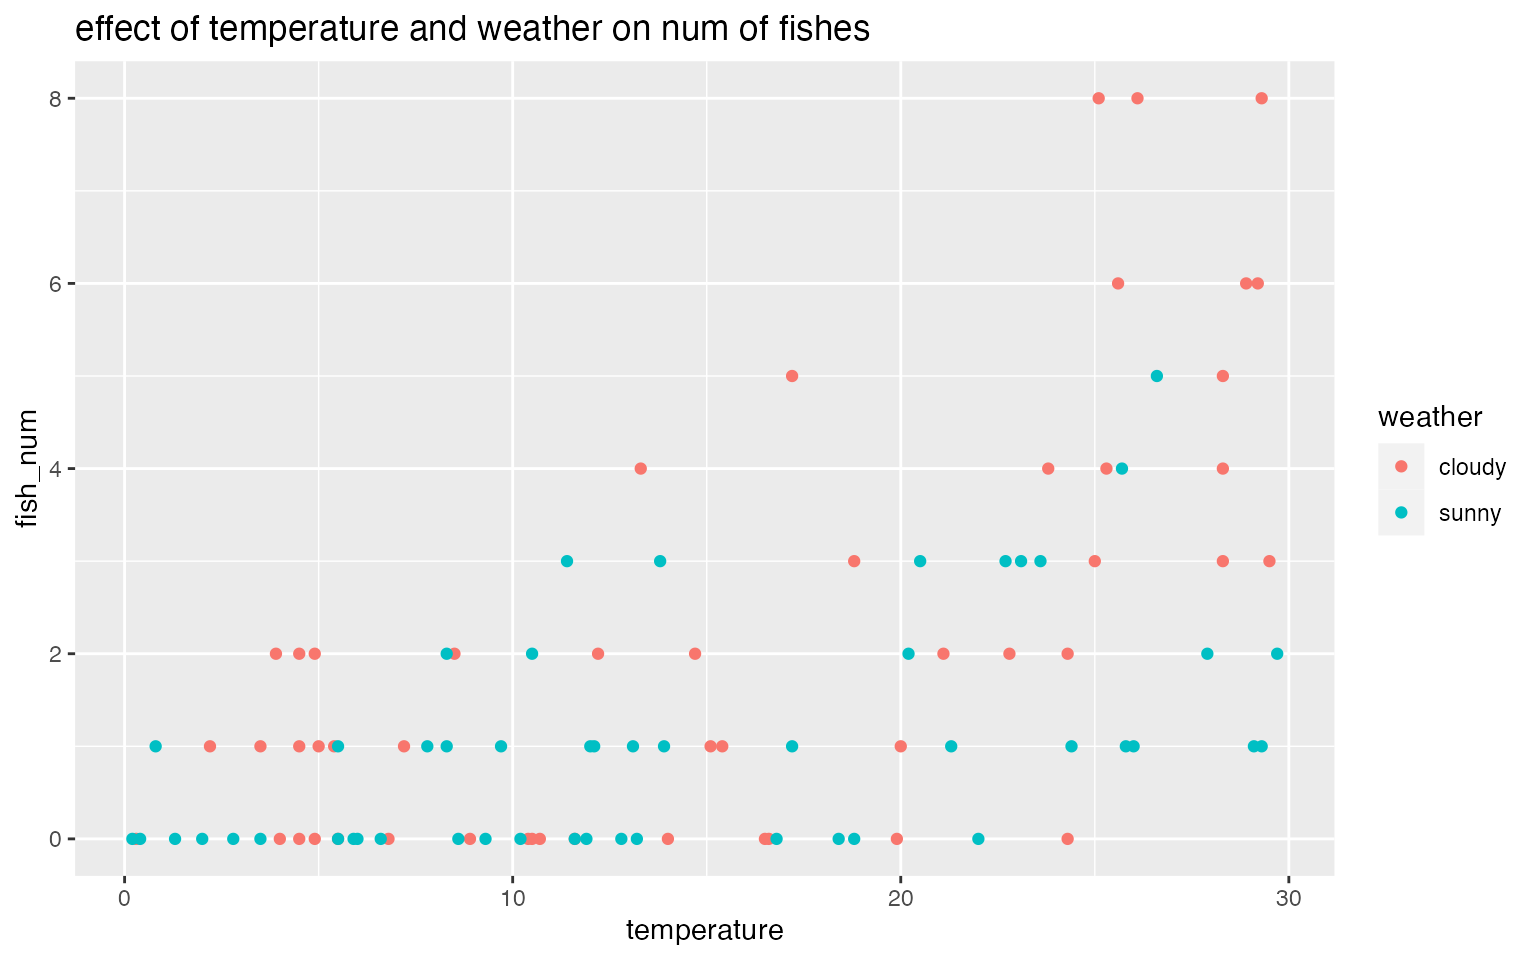 effect of temperature and weather on num of fishes
8
6
4
2
0
fish_num
0 10 20 30
temperature
weather
cloudy
sunny